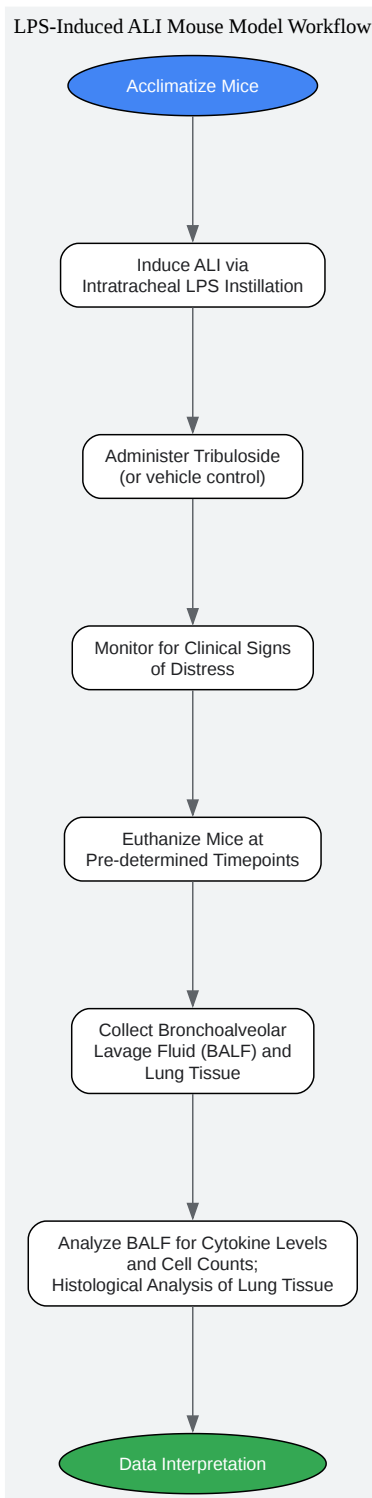 LPS-Induced ALI Mouse Model Workflow
Acclimatize Mice
Induce ALI via
Intratracheal LPS Instillation
Administer Tribuloside
(or vehicle control)
Monitor for Clinical Signs
of Distress
Euthanize Mice at
Pre-determined Timepoints
Collect Bronchoalveolar
Lavage Fluid (BALF) and
Lung Tissue
Analyze BALF for Cytokine Levels
and Cell Counts;
Histological Analysis of Lung Tissue
Data Interpretation